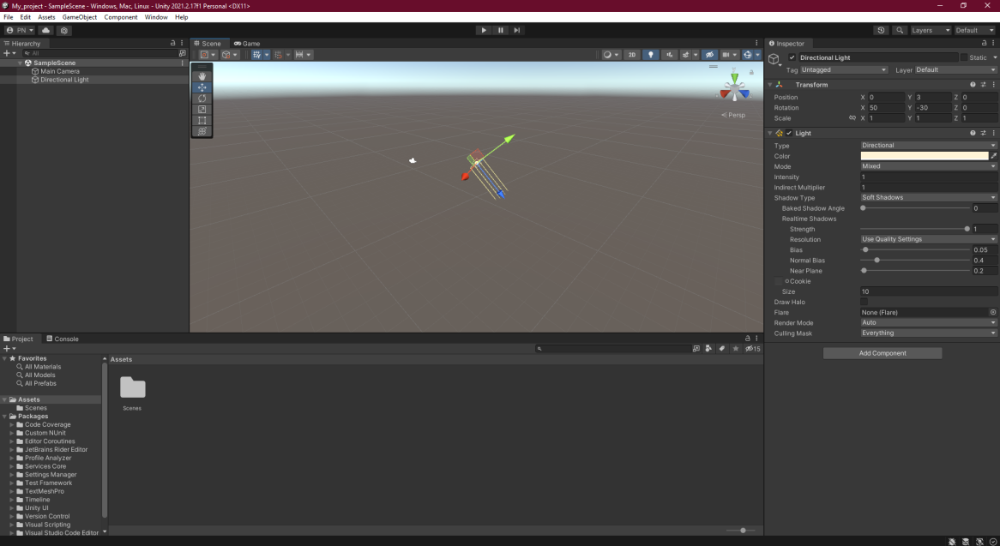 My_project - SampleScene - Windows, Mac, Linux - Unity 2021.2.17f1 Personal <DX11>
File Edit Assets GameObject Component Window Help
PN Layers Default
Hierarchy
All
SampleScene
Main Camera
Directional Light
Scene Game
2D
Persp
Inspector
Directional Light Static
Tag Untagged Layer Default
Transform
Position X 0 Y 3 Z 0
Rotation X 50 Y -30 Z 0
Scale X 1 Y 1 Z 1
Light
Type Directional
Color
Mode Mixed
Intensity 1
Indirect Multiplier 1
Shadow Type Soft Shadows
Baked Shadow Angle 0
Realtime Shadows
Strength 1
Resolution Use Quality Settings
Bias 0.05
Normal Bias 0.4
Near Plane 0.2
Cookie
Size 10
Draw Halo
Flare None (Flare)
Render Mode Auto
Culling Mask Everything
Add Component
Project Console
15
Favorites
All Materials
All Models
All Prefabs
Assets
Scenes
Packages
Code Coverage
Custom NUnit
Editor Coroutines
JetBrains Rider Editor
Profile Analyzer
Services Core
Settings Manager
Test Framework
TextMeshPro
Timeline
Unity UI
Version Control
Visual Scripting
Visual Studio Code Editor
Assets
Scenes